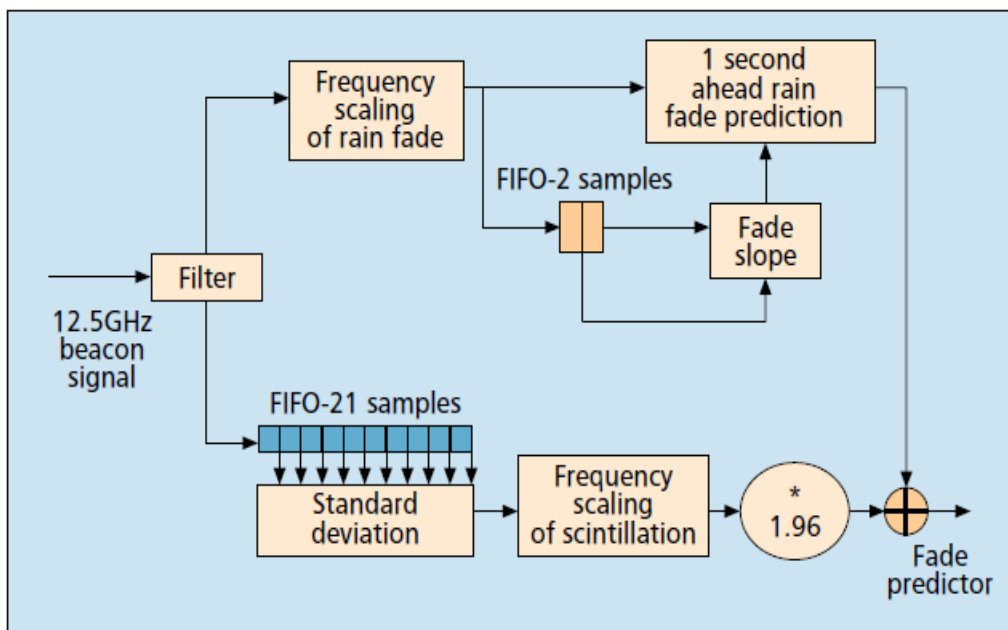 Frequency
scaling
of rain fade
1 second
ahead rain
fade prediction
FIFO-2 samples
Fade
slope
Filter
12.5GHz
beacon
signal
FIFO-21 samples
Standard
deviation
Frequency
scaling
of scintillation
*
1.96
Fade
predictor